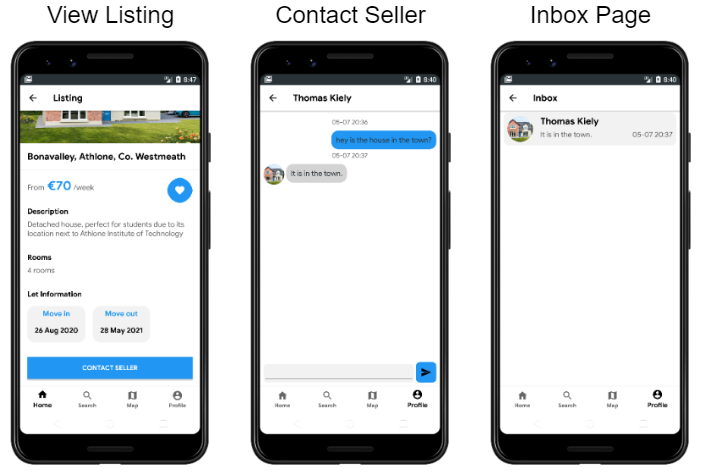 View Listing
Contact Seller
Inbox Page
8:47
Listing
Bonavalley, Athlone, Co. Westmeath
From €70 /week
Description
Detached house, perfect for students due to its
location next to Athlone Institute of Technology
Rooms
4 rooms
Let Information
Move in
Move out
26 Aug 2020
28 May 2021
CONTACT SELLER
Home
Search
Map
Profile
8:40
Thomas Kiely
05-07 20:36
hey is the house in the town?
05-07 20:37
It is in the town.
Home
Search
Map
Profile
8:40
Inbox
Thomas Kiely
It is in the town.
05-07 20:37
Home
Search
Map
Profile